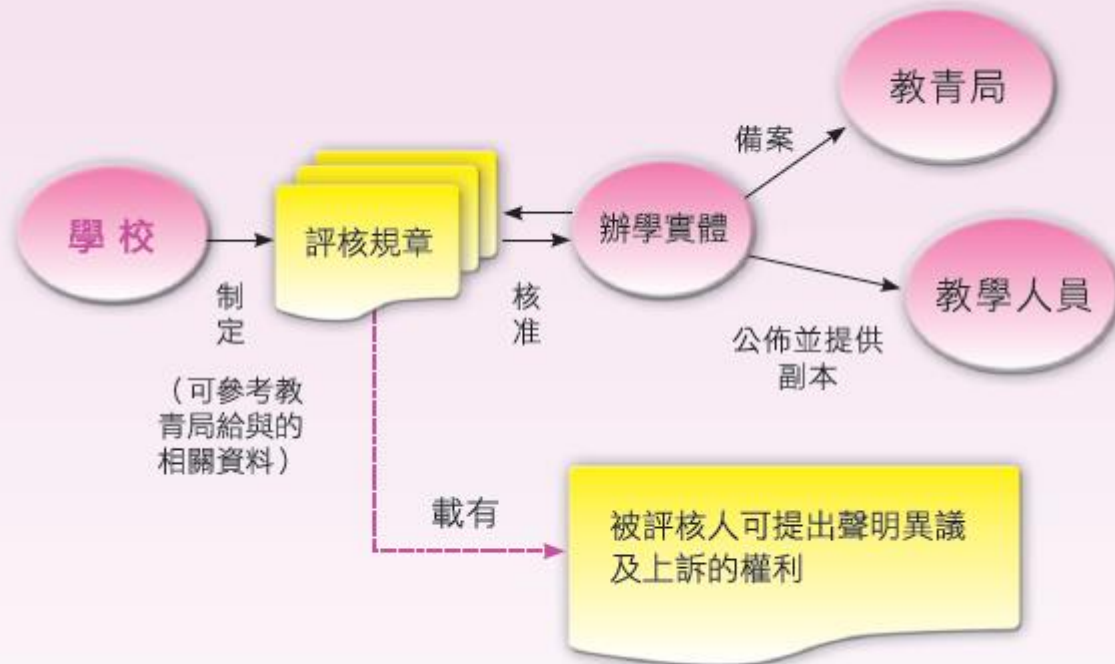 學校
制
定
（可參考教
青局給與的
相關資料）
評核規章
核
准
辦學實體
備案
教青局
公佈並提供
副本
教學人員
載有
被評核人可提出聲明異議
及上訴的權利